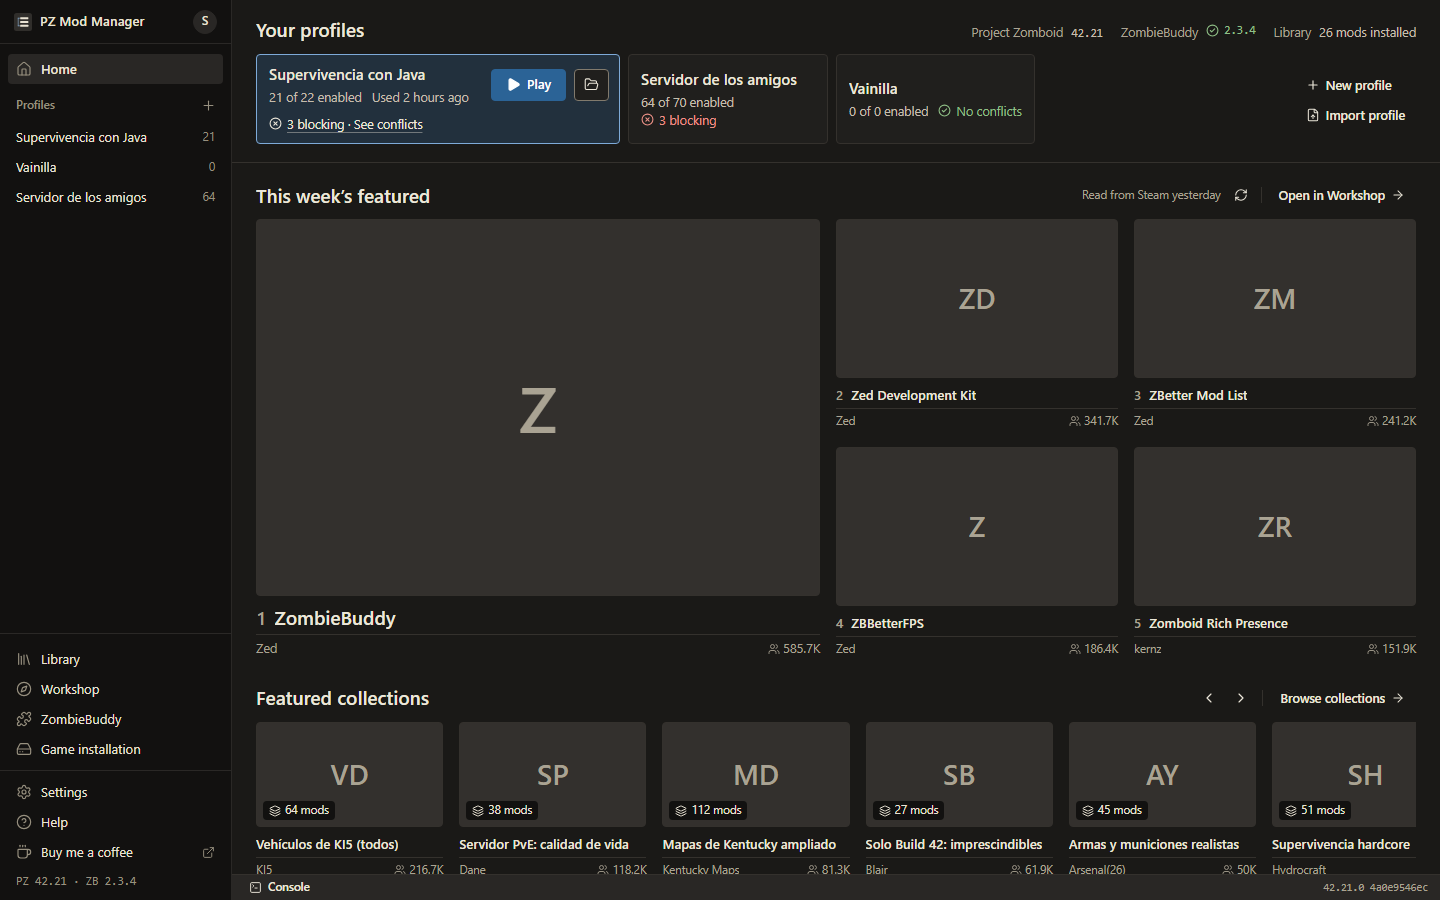 PZ Mod Manager
S
Home
Profiles
Supervivencia con Java 21
Vainilla 0
Servidor de los amigos 64
Library
Workshop
ZombieBuddy
Game installation
Settings
Help
Buy me a coffee
PZ 42.21 · ZB 2.3.4
Your profiles
Project Zomboid 42.21 ZombieBuddy 2.3.4 Library 26 mods installed
Supervivencia con Java
21 of 22 enabled Used 2 hours ago
3 blocking · See conflicts
Play
Servidor de los amigos
64 of 70 enabled
3 blocking
Vainilla
0 of 0 enabled No conflicts
New profile
Import profile
This week's featured
Read from Steam yesterday
Open in Workshop
Z
1 ZombieBuddy
Zed 585.7K
ZD
2 Zed Development Kit
Zed 341.7K
ZM
3 ZBetter Mod List
Zed 241.2K
Z
4 ZBBetterFPS
Zed 186.4K
ZR
5 Zomboid Rich Presence
kernz 151.9K
Featured collections
Browse collections
VD
64 mods
Vehículos de KI5 (todos)
KI5 216.7K
SP
38 mods
Servidor PvE: calidad de vida
Dane 118.2K
MD
112 mods
Mapas de Kentucky ampliado
Kentucky Maps 81.3K
SB
27 mods
Solo Build 42: imprescindibles
Blair 61.9K
AY
45 mods
Armas y municiones realistas
Arsenal(26) 50K
SH
51 mods
Supervivencia hardcore
Hydrocraft
Console
42.21.0 4a0e9546ec